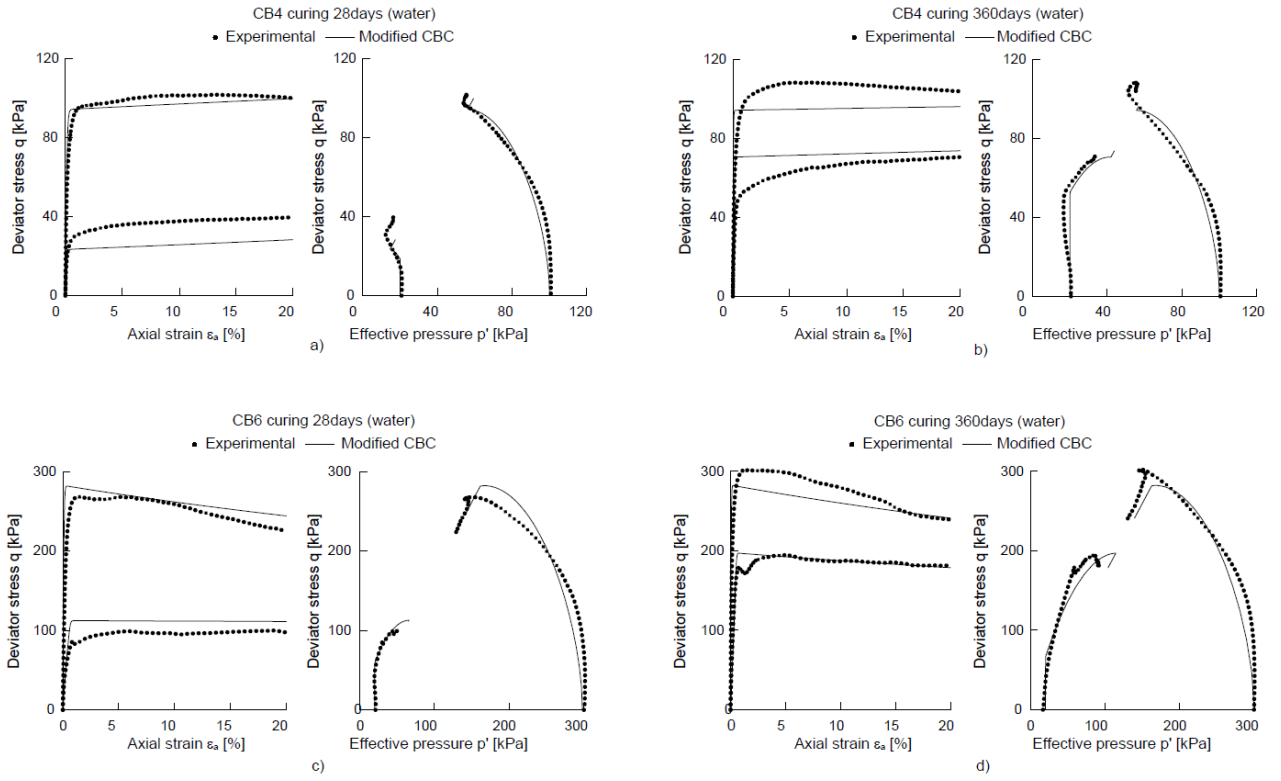 CB4 curing 28days (water)
Experimental Modified CBC
Deviator stress q [kPa]
120
80
40
0
0 5 10 15 20
Axial strain εa [%]
120
80
40
0
0 40 80 120
Effective pressure p' [kPa]
a)
CB4 curing 360days (water)
Experimental Modified CBC
Deviator stress q [kPa]
120
80
40
0
0 5 10 15 20
Axial strain εa [%]
120
80
40
0
0 40 80 120
Effective pressure p' [kPa]
b)
CB6 curing 28days (water)
Experimental Modified CBC
Deviator stress q [kPa]
300
200
100
0
0 5 10 15 20
Axial strain εa [%]
Deviator stress q [kPa]
300
200
100
0
0 100 200 300
Effective pressure p' [kPa]
c)
CB6 curing 360days (water)
Experimental Modified CBC
Deviator stress q [kPa]
300
200
100
0
0 5 10 15 20
Axial strain εa [%]
Deviator stress q [kPa]
300
200
100
0
0 100 200 300
Effective pressure p' [kPa]
d)